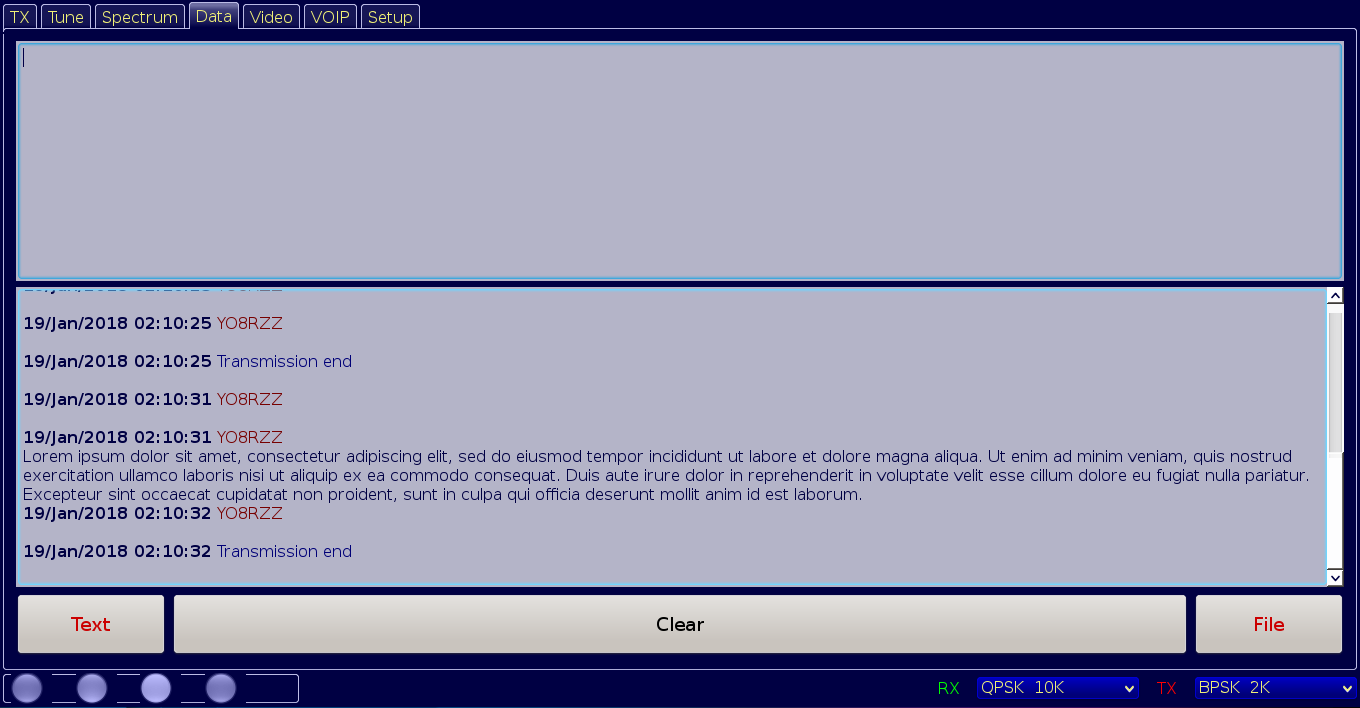 TX Tune Spectrum Data Video VOIP Setup
19/Jan/2018 02:10:25 YO8RZZ
19/Jan/2018 02:10:25 Transmission end
19/Jan/2018 02:10:31 YO8RZZ
19/Jan/2018 02:10:31 YO8RZZ
Lorem ipsum dolor sit amet, consectetur adipiscing elit, sed do eiusmod tempor incididunt ut labore et dolore magna aliqua. Ut enim ad minim veniam, quis nostrud
exercitation ullamco laboris nisi ut aliquip ex ea commodo consequat. Duis aute irure dolor in reprehenderit in voluptate velit esse cillum dolore eu fugiat nulla pariatur.
Excepteur sint occaecat cupidatat non proident, sunt in culpa qui officia deserunt mollit anim id est laborum.
19/Jan/2018 02:10:32 YO8RZZ
19/Jan/2018 02:10:32 Transmission end
Text Clear File
RX QPSK 10K TX BPSK 2K